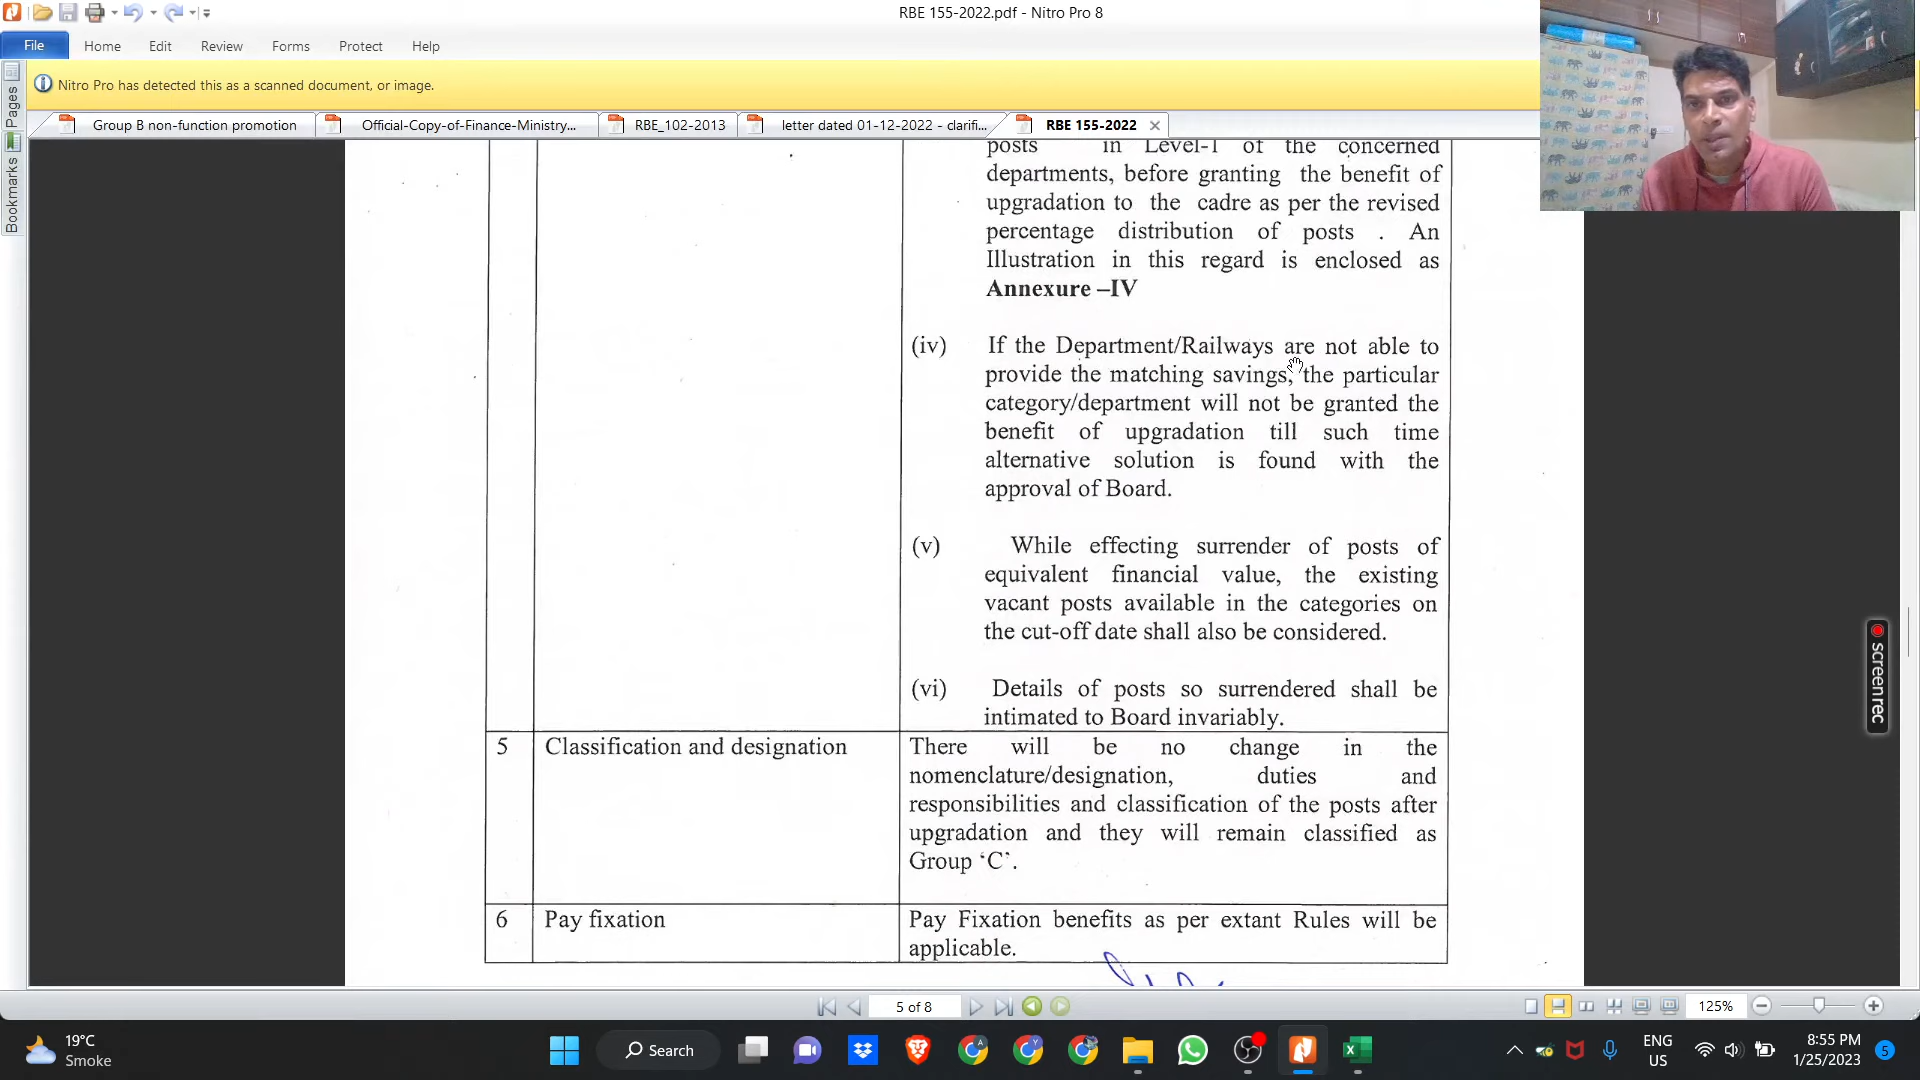 RBE 155-2022.pdf - Nitro Pro 8
File Home Edit Review Forms Protect Help
Nitro Pro has detected this as a scanned document, or image.
Pages
Bookmarks
Group B non-function promotion
Official-Copy-of-Finance-Ministry...
RBE_102-2013
letter dated 01-12-2022 - clarifi...
RBE 155-2022
posts in Level-1 of the concerned
departments, before granting the benefit of
upgradation to the cadre as per the revised
percentage distribution of posts . An
Illustration in this regard is enclosed as
Annexure –IV
(iv) If the Department/Railways are not able to
provide the matching savings, the particular
category/department will not be granted the
benefit of upgradation till such time
alternative solution is found with the
approval of Board.
(v) While effecting surrender of posts of
equivalent financial value, the existing
vacant posts available in the categories on
the cut-off date shall also be considered.
(vi) Details of posts so surrendered shall be
intimated to Board invariably.
5 Classification and designation
There will be no change in the
nomenclature/designation, duties and
responsibilities and classification of the posts after
upgradation and they will remain classified as
Group ‘C’.
6 Pay fixation
Pay Fixation benefits as per extant Rules will be
applicable.
screenrec
5 of 8
125%
19°C
Smoke
Search
ENG
US
8:55 PM
1/25/2023
5